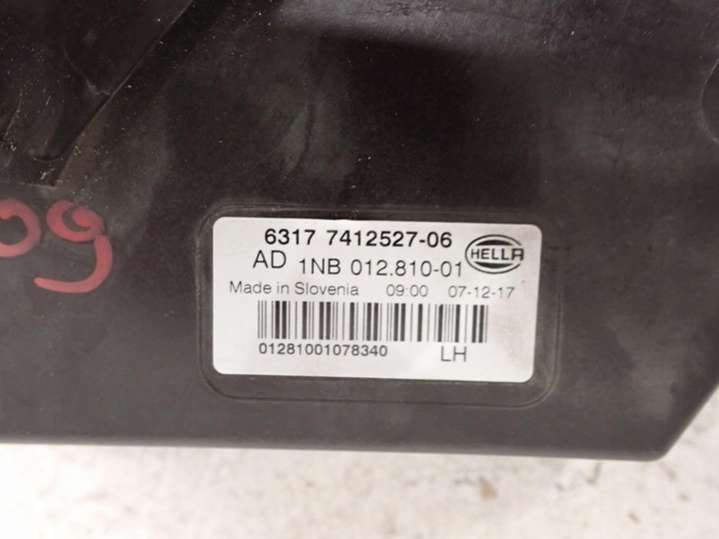 6317 7412527-06
AD 1NB 012.810-01 HELLA
Made in Slovenia 09:00 07-12-17
01281001078340 LH